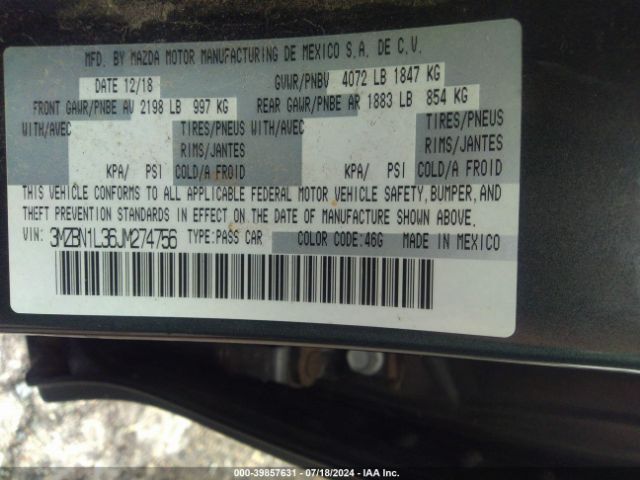 MFD. BY MAZDA MOTOR MANUFACTURING DE MEXICO S.A. DE C.V.
DATE 12/18 GVWR/PNBV 4072 LB 1847 KG
FRONT GAWR/PNBE AV 2198 LB 997 KG REAR GAWR/PNBE AR 1883 LB 854 KG
WITH/AVEC TIRES/PNEUS WITH/AVEC TIRES/PNEUS
RIMS/JANTES RIMS/JANTES
KPA/ PSI COLD/A FROID KPA/ PSI COLD/A FROID
THIS VEHICLE CONFORMS TO ALL APPLICABLE FEDERAL MOTOR VEHICLE SAFETY, BUMPER, AND
THEFT PREVENTION STANDARDS IN EFFECT ON THE DATE OF MANUFACTURE SHOWN ABOVE.
VIN: 3MZBN1L36JM274756 TYPE:PASS CAR COLOR CODE:46G MADE IN MEXICO
000-39857631 - 07/18/2024 - IAA Inc.